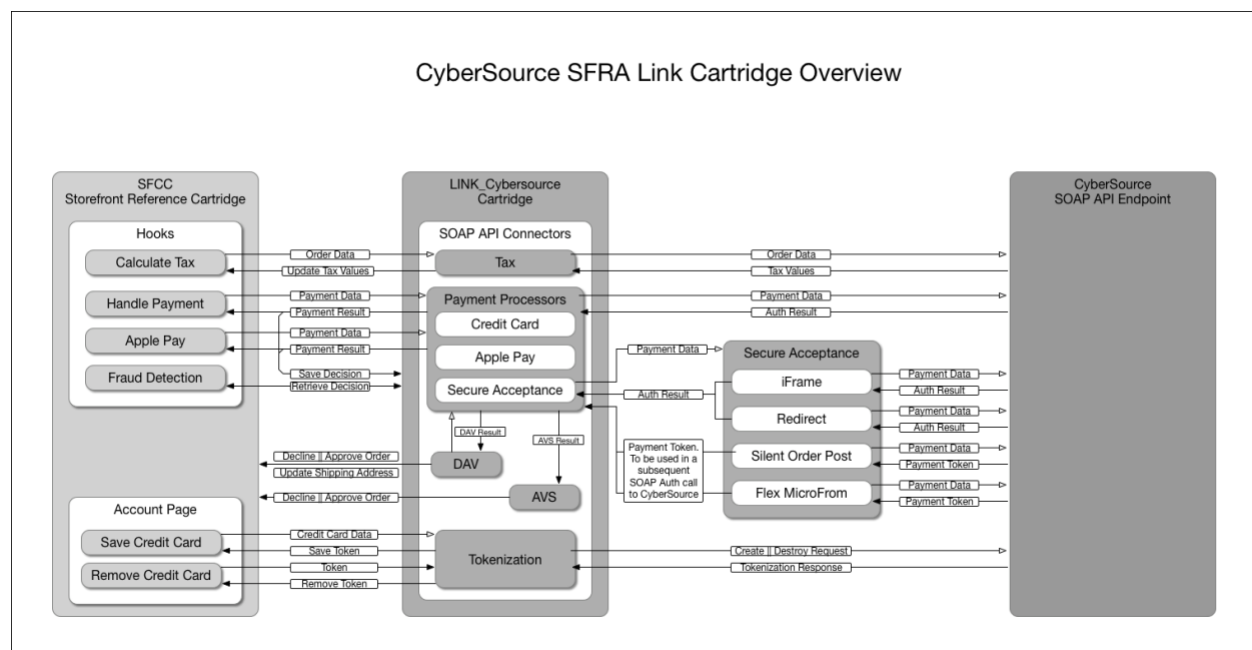 CyberSource SFRA Link Cartridge Overview
SFCC
Storefront Reference Cartridge
Hooks
Calculate Tax
Handle Payment
Apple Pay
Fraud Detection
Account Page
Save Credit Card
Remove Credit Card
Order Data
Update Tax Values
Payment Data
Payment Result
Payment Data
Payment Result
Save Decision
Retrieve Decision
Decline || Approve Order
Update Shipping Address
Decline || Approve Order
Credit Card Data
Save Token
Token
Remove Token
LINK_Cybersource
Cartridge
SOAP API Connectors
Tax
Payment Processors
Credit Card
Apple Pay
Secure Acceptance
DAV Result
AVS Result
DAV
AVS
Tokenization
Order Data
Tax Values
Payment Data
Auth Result
Payment Data
Auth Result
Payment Token.
To be used in a
subsequent
SOAP Auth call
to CyberSource
Secure Acceptance
iFrame
Redirect
Silent Order Post
Flex MicroFrom
Payment Data
Auth Result
Payment Data
Auth Result
Payment Data
Payment Token
Payment Data
Payment Token
Create || Destroy Request
Tokenization Response
CyberSource
SOAP API Endpoint